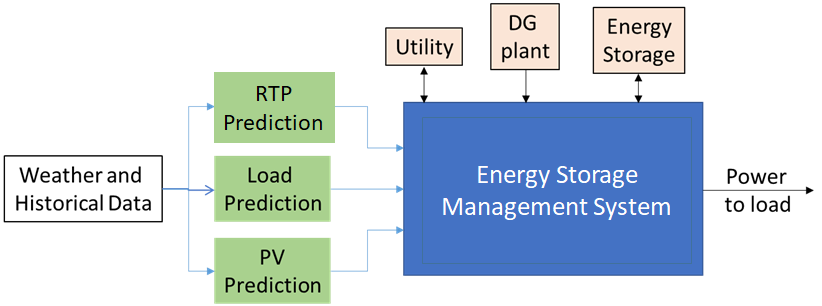 Utility
DG
plant
Energy
Storage
RTP
Prediction
Weather and
Historical Data
Load
Prediction
PV
Prediction
Energy Storage
Management System
Power
to load